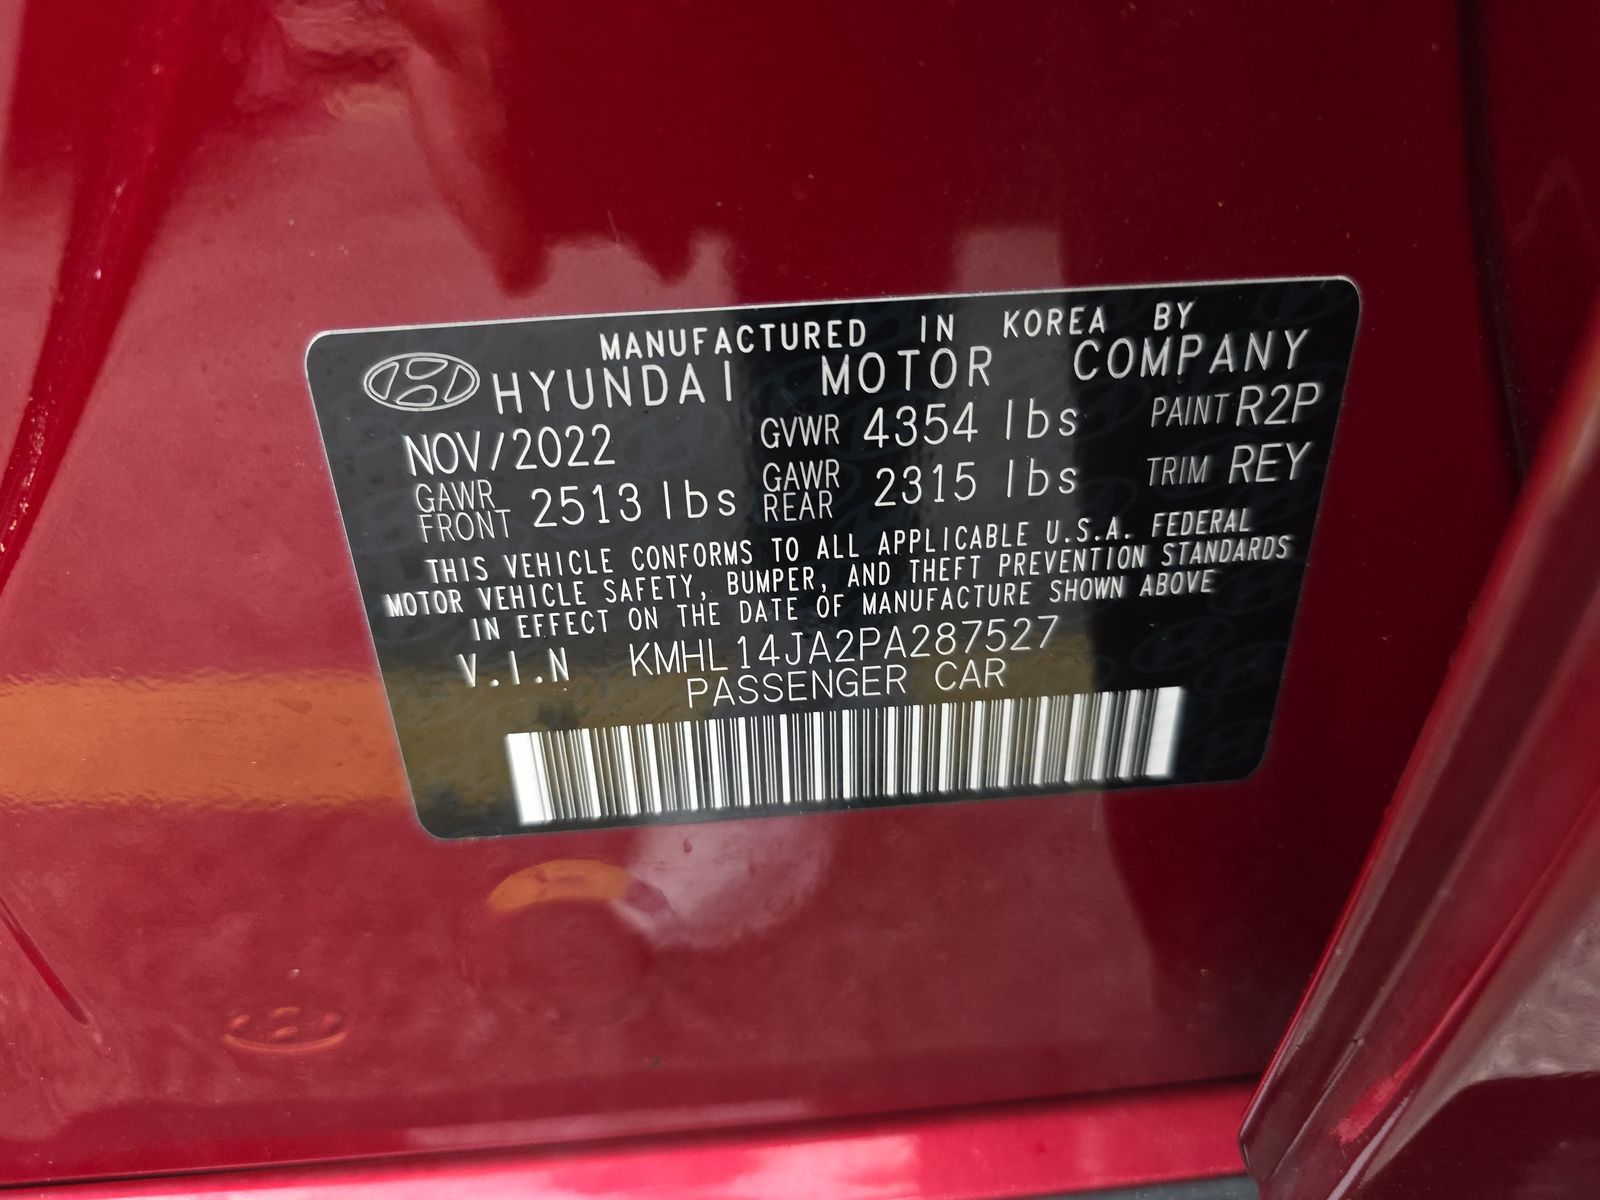 MANUFACTURED IN KOREA BY
HYUNDAI MOTOR COMPANY
NOV/2022 GVWR 4354 lbs PAINT R2P
GAWR FRONT 2513 lbs GAWR REAR 2315 lbs TRIM REY
THIS VEHICLE CONFORMS TO ALL APPLICABLE U.S.A. FEDERAL
MOTOR VEHICLE SAFETY, BUMPER, AND THEFT PREVENTION STANDARDS
IN EFFECT ON THE DATE OF MANUFACTURE SHOWN ABOVE
V.I.N KMHL14JA2PA287527
PASSENGER CAR